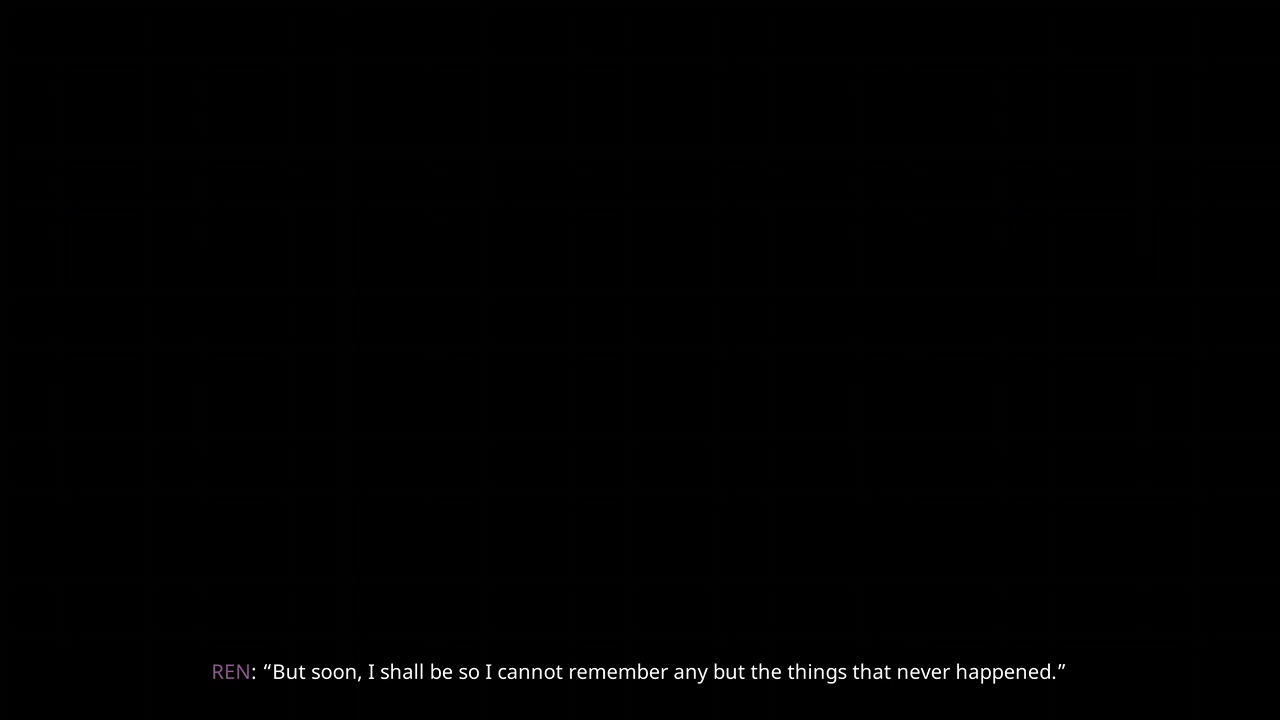 REN: “But soon, I shall be so I cannot remember any but the things that never happened.”